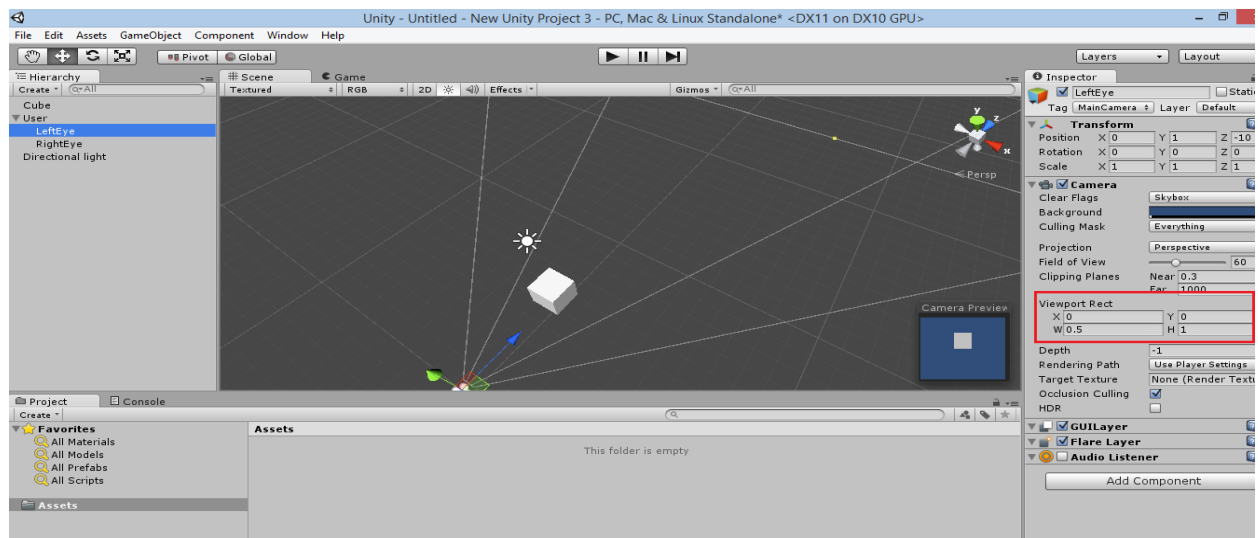 Unity - Untitled - New Unity Project 3 - PC, Mac & Linux Standalone* <DX11 on DX10 GPU>
File Edit Assets GameObject Component Window Help
Pivot Global Layers Layout
Hierarchy
Create All
Cube
User
LeftEye
RightEye
Directional light
Scene Game
Textured RGB 2D Effects Gizmos All
y z x
Persp
Camera Preview
Inspector
LeftEye Static
Tag MainCamera Layer Default
Transform
Position X 0 Y 1 Z -10
Rotation X 0 Y 0 Z 0
Scale X 1 Y 1 Z 1
Camera
Clear Flags Skybox
Background
Culling Mask Everything
Projection Perspective
Field of View 60
Clipping Planes Near 0.3
Far 1000
Viewport Rect
X 0 Y 0
W 0.5 H 1
Depth -1
Rendering Path Use Player Settings
Target Texture None (Render Textu
Occlusion Culling
HDR
GUILayer
Flare Layer
Audio Listener
Add Component
Project Console
Create
Favorites
All Materials
All Models
All Prefabs
All Scripts
Assets
Assets
This folder is empty